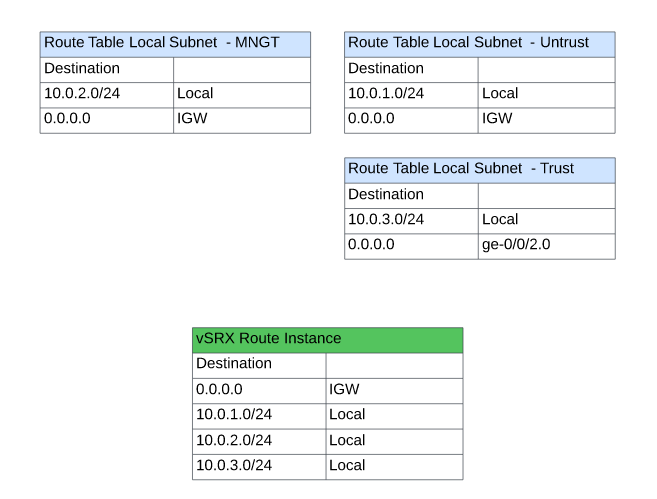 Route Table Local Subnet  - MNGT
Destination
10.0.2.0/24 Local
0.0.0.0 IGW
Route Table Local Subnet  - Untrust
Destination
10.0.1.0/24 Local
0.0.0.0 IGW
Route Table Local Subnet  - Trust
Destination
10.0.3.0/24 Local
0.0.0.0 ge-0/0/2.0
vSRX Route Instance
Destination
0.0.0.0 IGW
10.0.1.0/24 Local
10.0.2.0/24 Local
10.0.3.0/24 Local